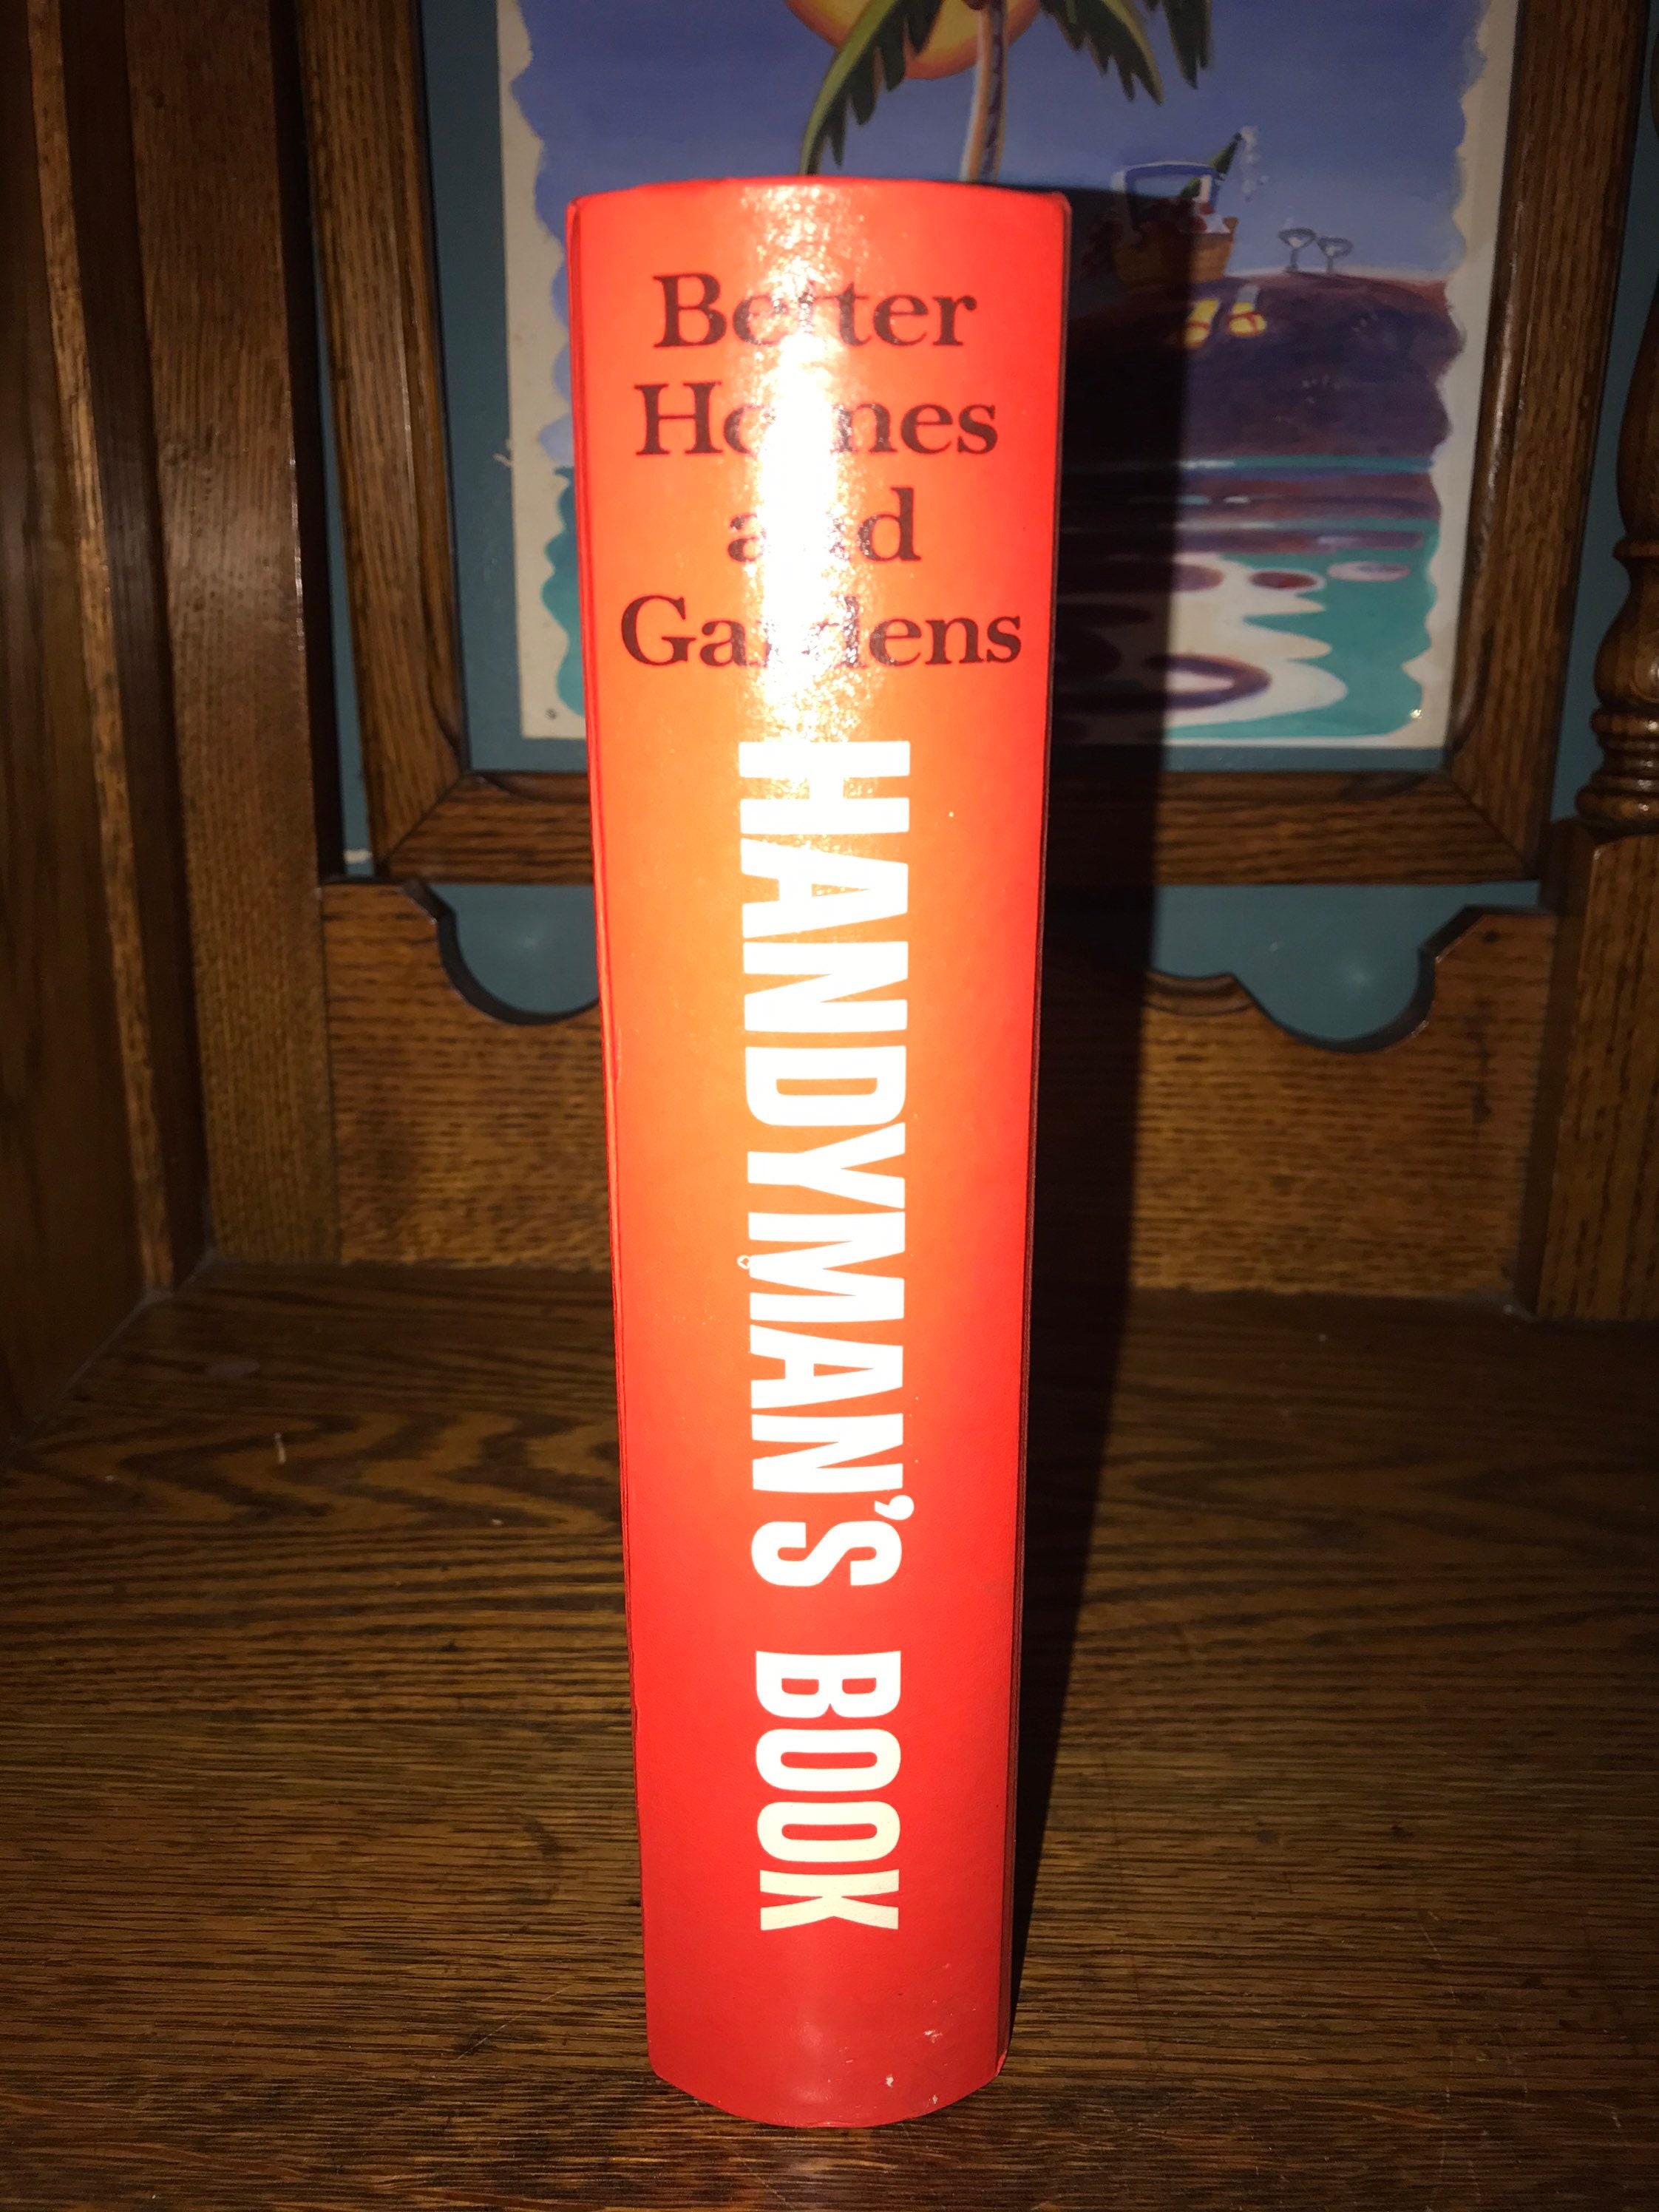 Better
Homes
and
Gardens
HANDYMAN'S BOOK